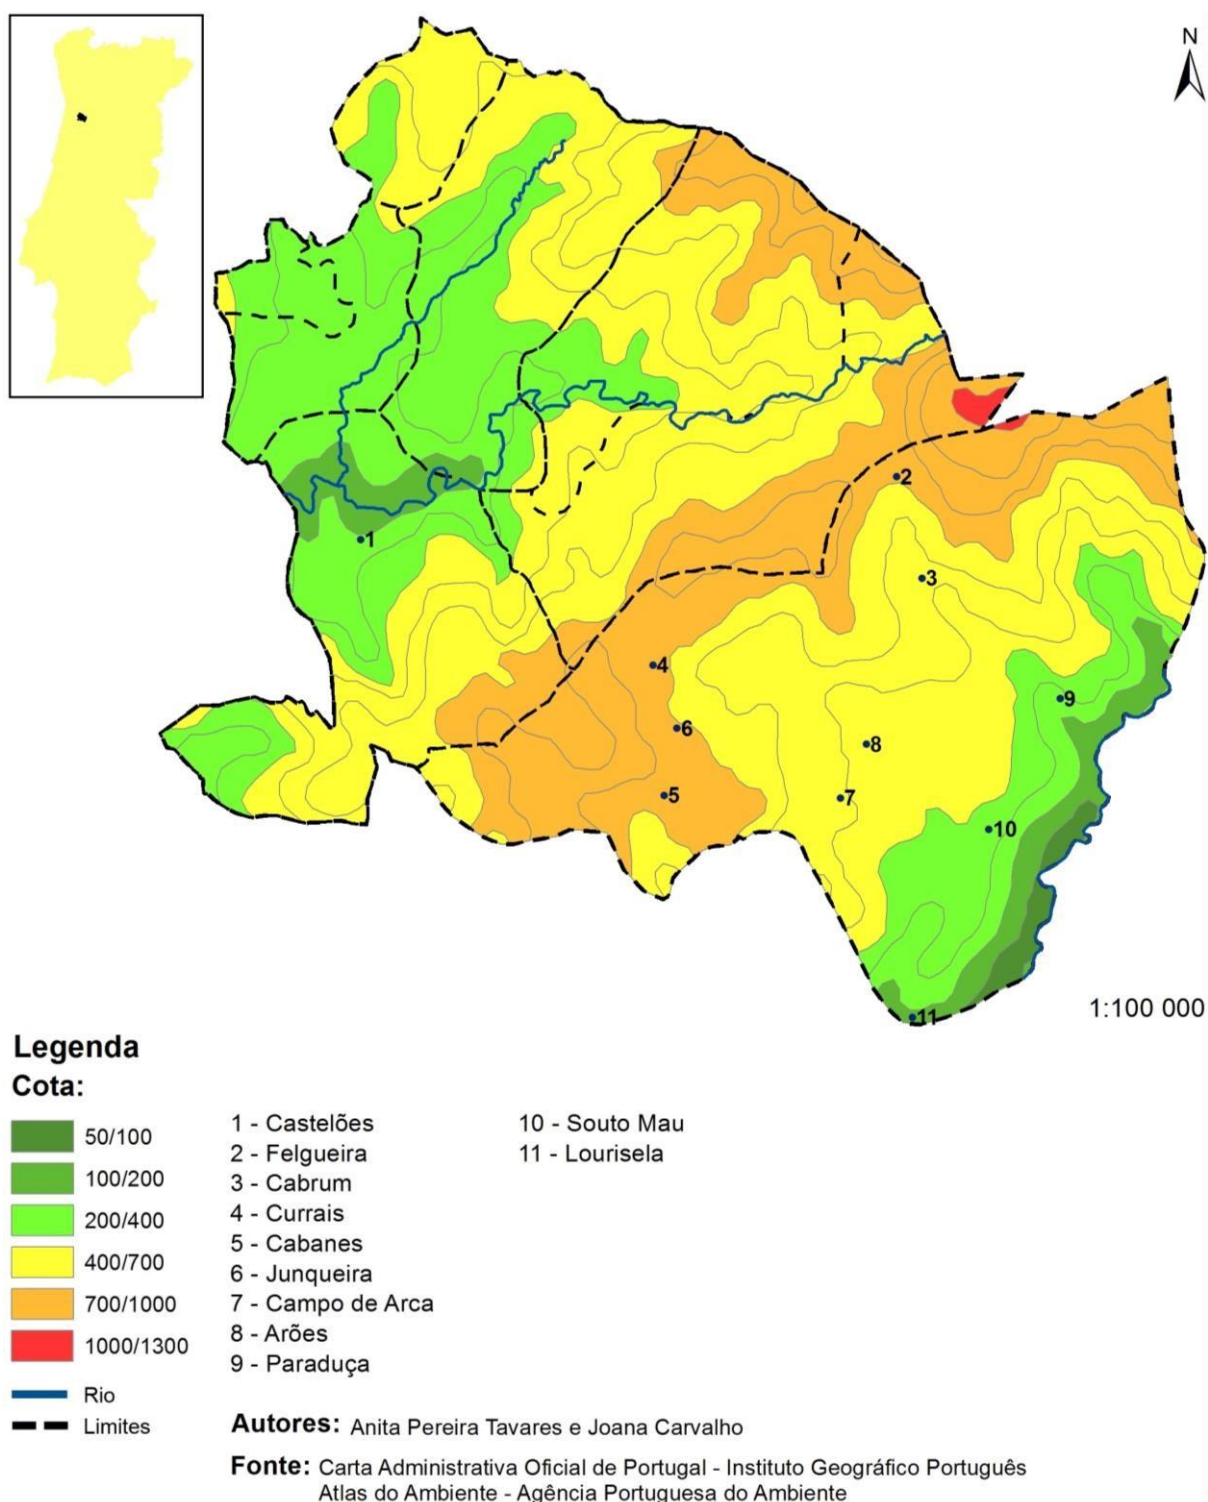 N
2
1
3
4
9
6
8
5
7
10
11
1:100 000
Legenda
Cota:
50/100
100/200
200/400
400/700
700/1000
1000/1300
Rio
Limites
1 - Castelões
2 - Felgueira
3 - Cabrum
4 - Currais
5 - Cabanes
6 - Junqueira
7 - Campo de Arca
8 - Arões
9 - Paraduça
10 - Souto Mau
11 - Lourisela
Autores: Anita Pereira Tavares e Joana Carvalho
Fonte: Carta Administrativa Oficial de Portugal - Instituto Geográfico Português
Atlas do Ambiente - Agência Portuguesa do Ambiente